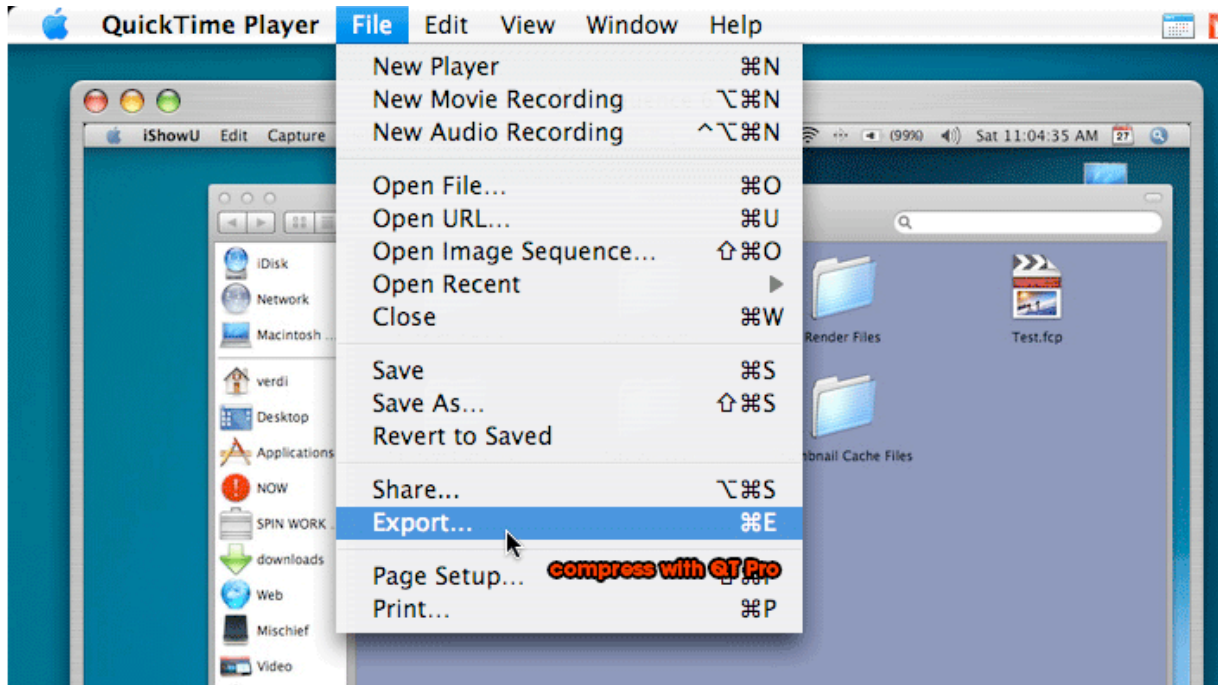 QuickTime Player File Edit View Window Help
New Player ⌘N
New Movie Recording ⌥⌘N
New Audio Recording ^⌥⌘N
Open File... ⌘O
Open URL... ⌘U
Open Image Sequence... ⇧⌘O
Open Recent
Close ⌘W
Save ⌘S
Save As... ⇧⌘S
Revert to Saved
Share... ⌥⌘S
Export... ⌘E
compress with QT Pro
Page Setup... ⇧⌘P
Print... ⌘P
iShowU Edit Capture
(99%) Sat 11:04:35 AM 27
iDisk
Network
Macintosh ...
verdi
Desktop
Applications
NOW
SPIN WORK ...
downloads
Web
Mischief
Video
Render Files
Test.fcp
Cache Files